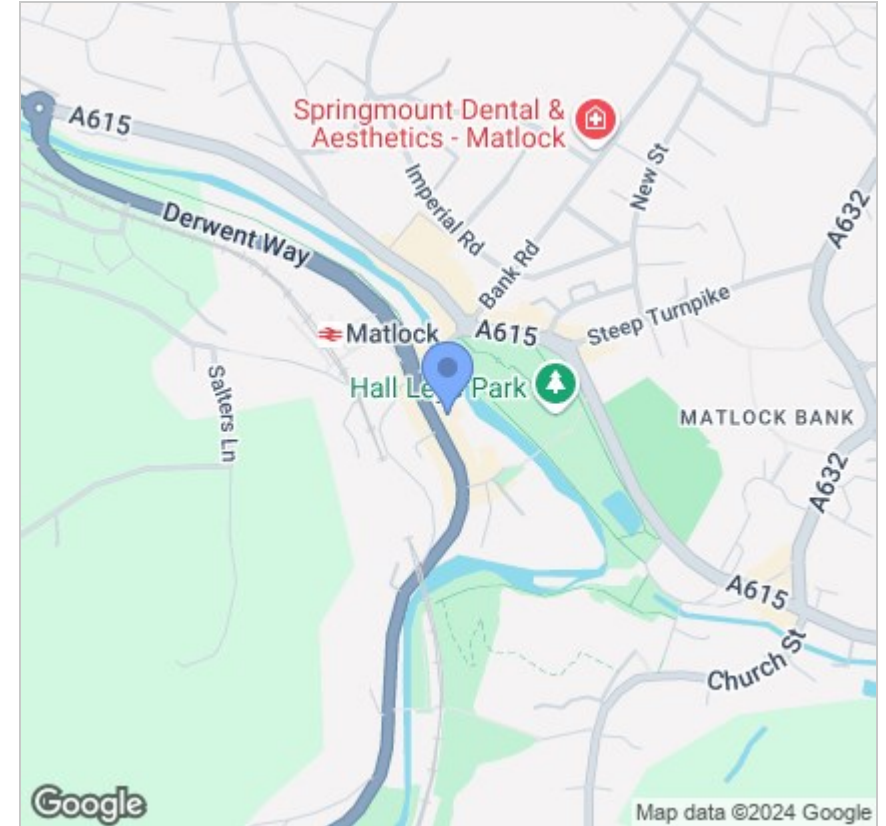 Springmount Dental &
Aesthetics - Matlock
A615
Imperial Rd
New St
A632
Derwent Way
Bank Rd
Steep Turnpike
A615
Matlock
Hall Leys Park
Salters Ln
MATLOCK BANK
A632
A615
Church St
Google
Map data ©2024 Google